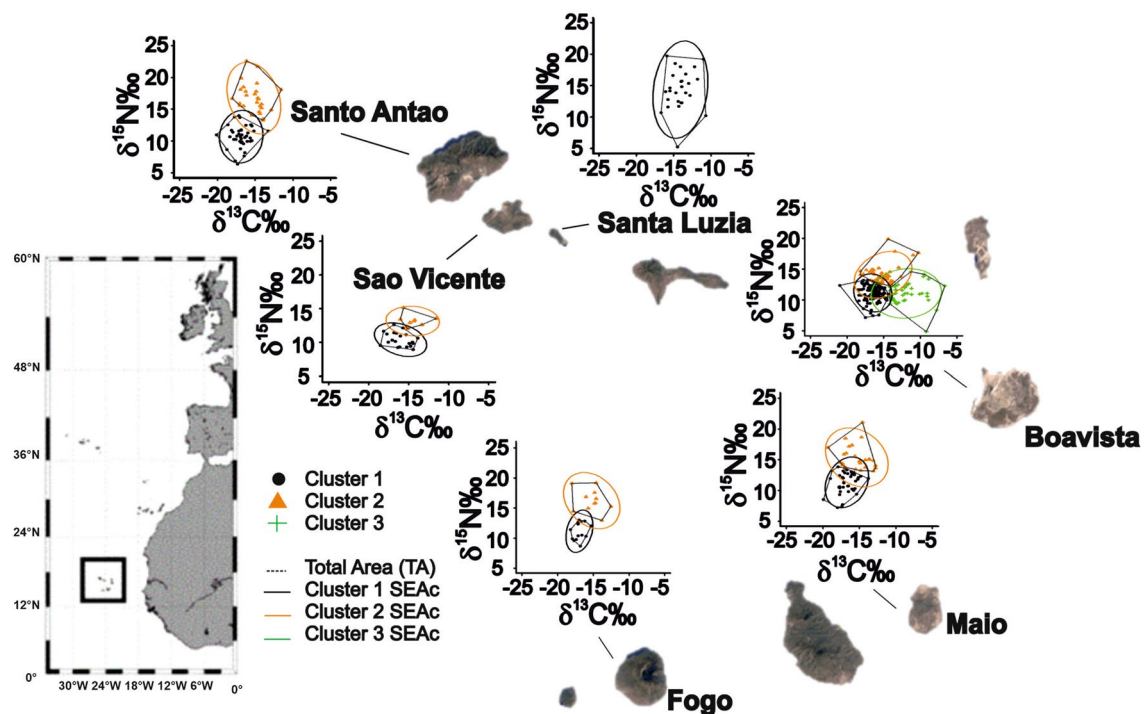 25
20
15
10
5
δ¹⁵N‰
-25 -20 -15 -10 -5
δ¹³C‰
Santo Antao
25
20
15
10
5
δ¹⁵N‰
-25 -20 -15 -10 -5
δ¹³C‰
Santa Luzia
25
20
15
10
5
δ¹⁵N‰
-25 -20 -15 -10 -5
δ¹³C‰
Sao Vicente
25
20
15
10
5
δ¹⁵N‰
-25 -20 -15 -10 -5
δ¹³C‰
Boavista
60°N
48°N
36°N
24°N
12°N
0°
30°W 24°W 18°W 12°W 6°W 0°
Cluster 1
Cluster 2
Cluster 3
Total Area (TA)
Cluster 1 SEAc
Cluster 2 SEAc
Cluster 3 SEAc
25
20
15
10
5
δ¹⁵N‰
-25 -20 -15 -10 -5
δ¹³C‰
Fogo
25
20
15
10
5
δ¹⁵N‰
-25 -20 -15 -10 -5
δ¹³C‰
Maio